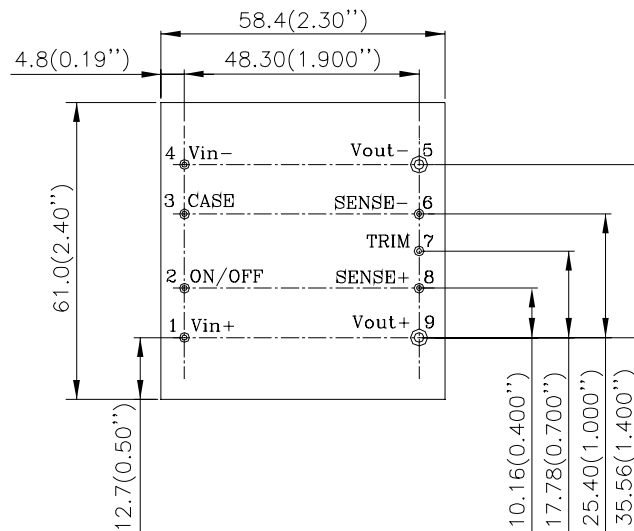 58.4(2.30'')
4.8(0.19'')
48.30(1.900'')
4 Vin-
Vout- 5
3 CASE
SENSE- 6
TRIM 7
2 ON/OFF
SENSE+ 8
1 Vin+
Vout+ 9
61.0(2.40'')
12.7(0.50'')
10.16(0.400'')
17.78(0.700'')
25.40(1.000'')
35.56(1.400'')